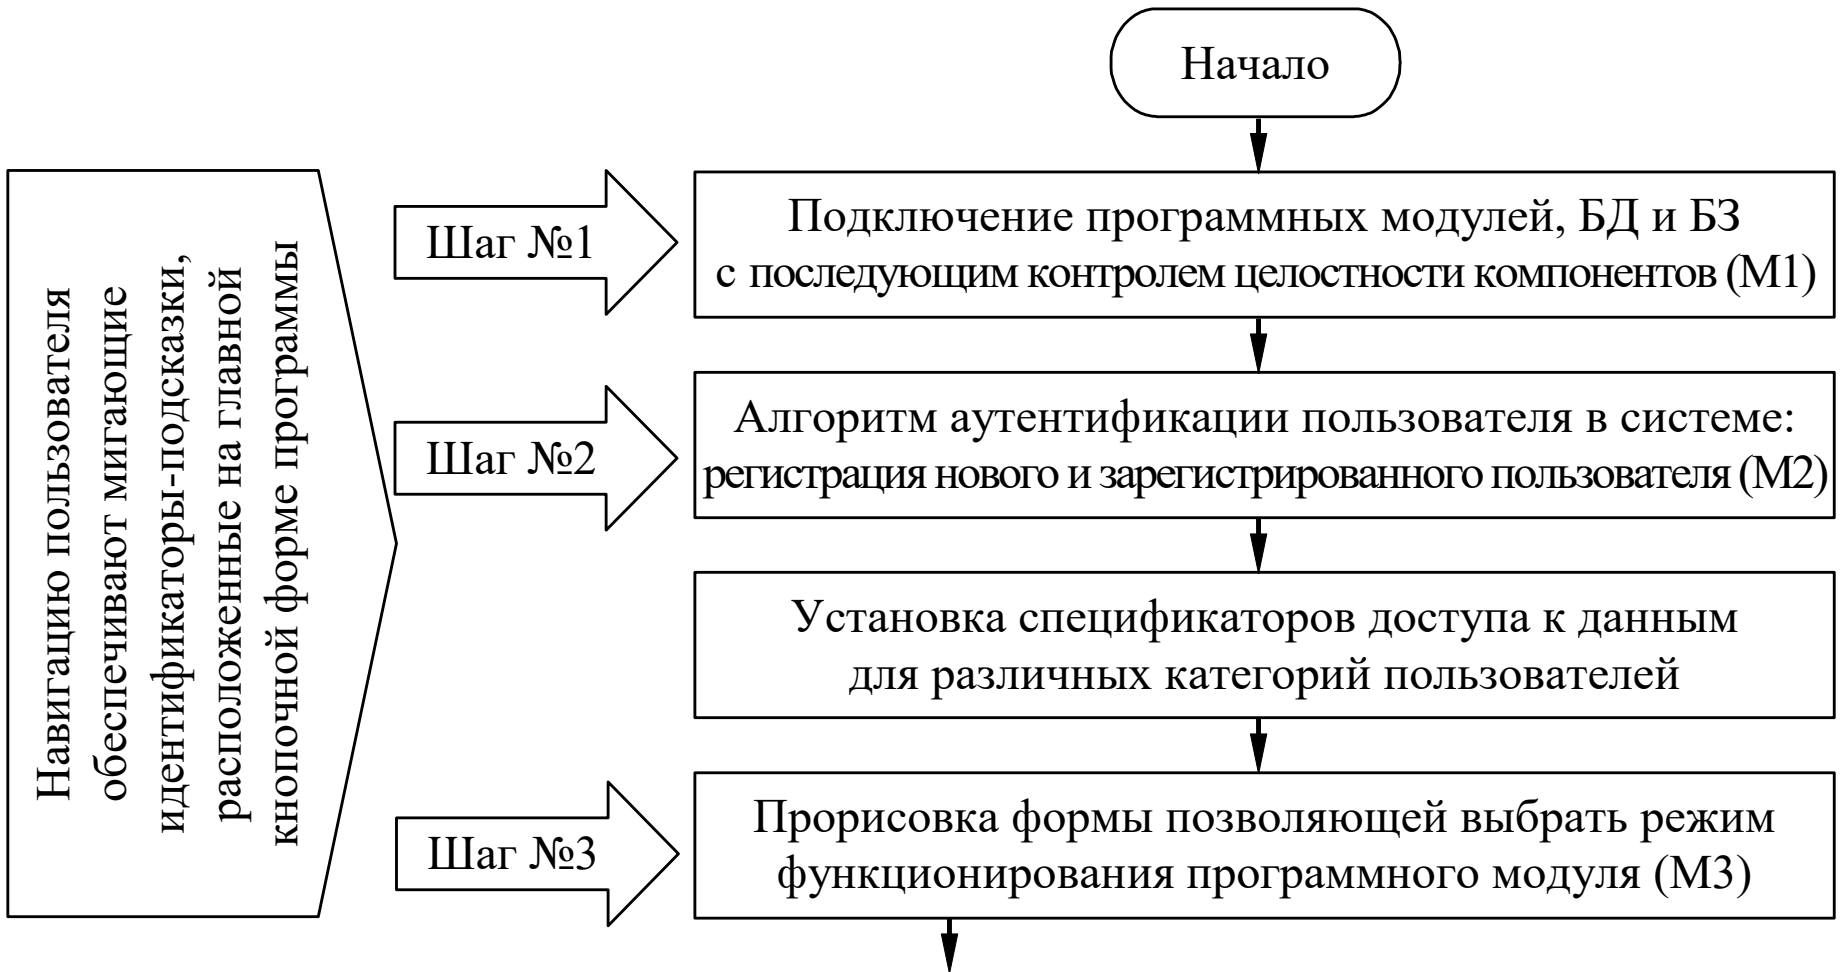 Начало
Навигацию пользователя
обеспечивают мигающие
идентификаторы-подсказки,
расположенные на главной
кнопочной форме программы
Шаг №1
Подключение программных модулей, БД и БЗ
с последующим контролем целостности компонентов (М1)
Шаг №2
Алгоритм аутентификации пользователя в системе:
регистрация нового и зарегистрированного пользователя (М2)
Установка спецификаторов доступа к данным
для различных категорий пользователей
Шаг №3
Прорисовка формы позволяющей выбрать режим
функционирования программного модуля (М3)